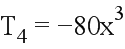 T₄ = −80x³